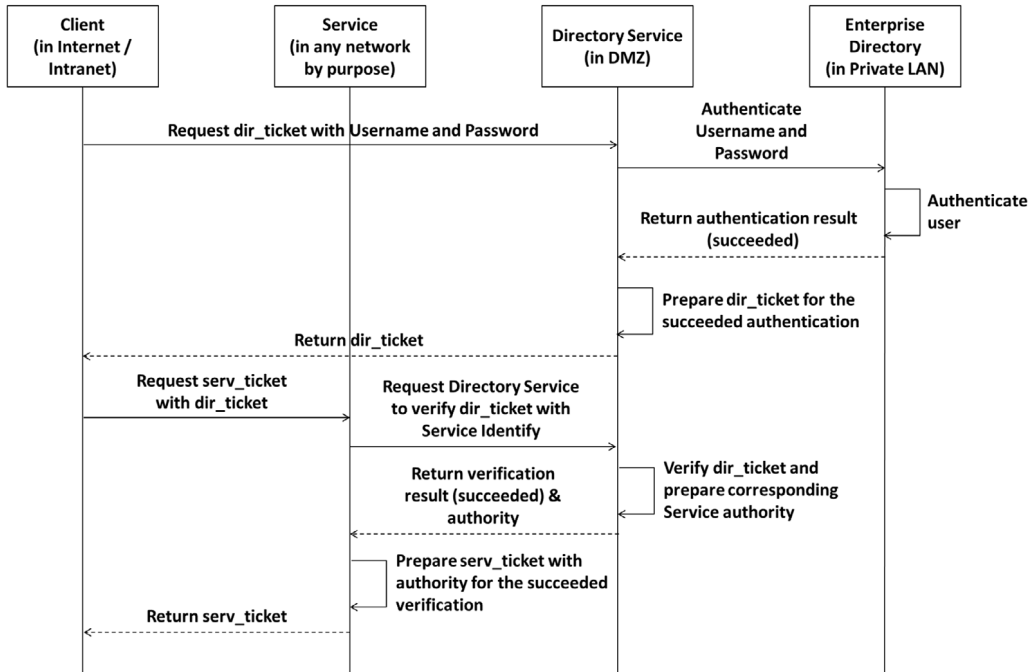 Client
(in Internet /
Intranet)
Service
(in any network
by purpose)
Directory Service
(in DMZ)
Enterprise
Directory
(in Private LAN)
Request dir_ticket with Username and Password
Authenticate
Username and
Password
Authenticate
user
Return authentication result
(succeeded)
Prepare dir_ticket for the
succeeded authentication
Return dir_ticket
Request serv_ticket
with dir_ticket
Request Directory Service
to verify dir_ticket with
Service Identify
Verify dir_ticket and
prepare corresponding
Service authority
Return verification
result (succeeded) &
authority
Prepare serv_ticket with
authority for the succeeded
verification
Return serv_ticket